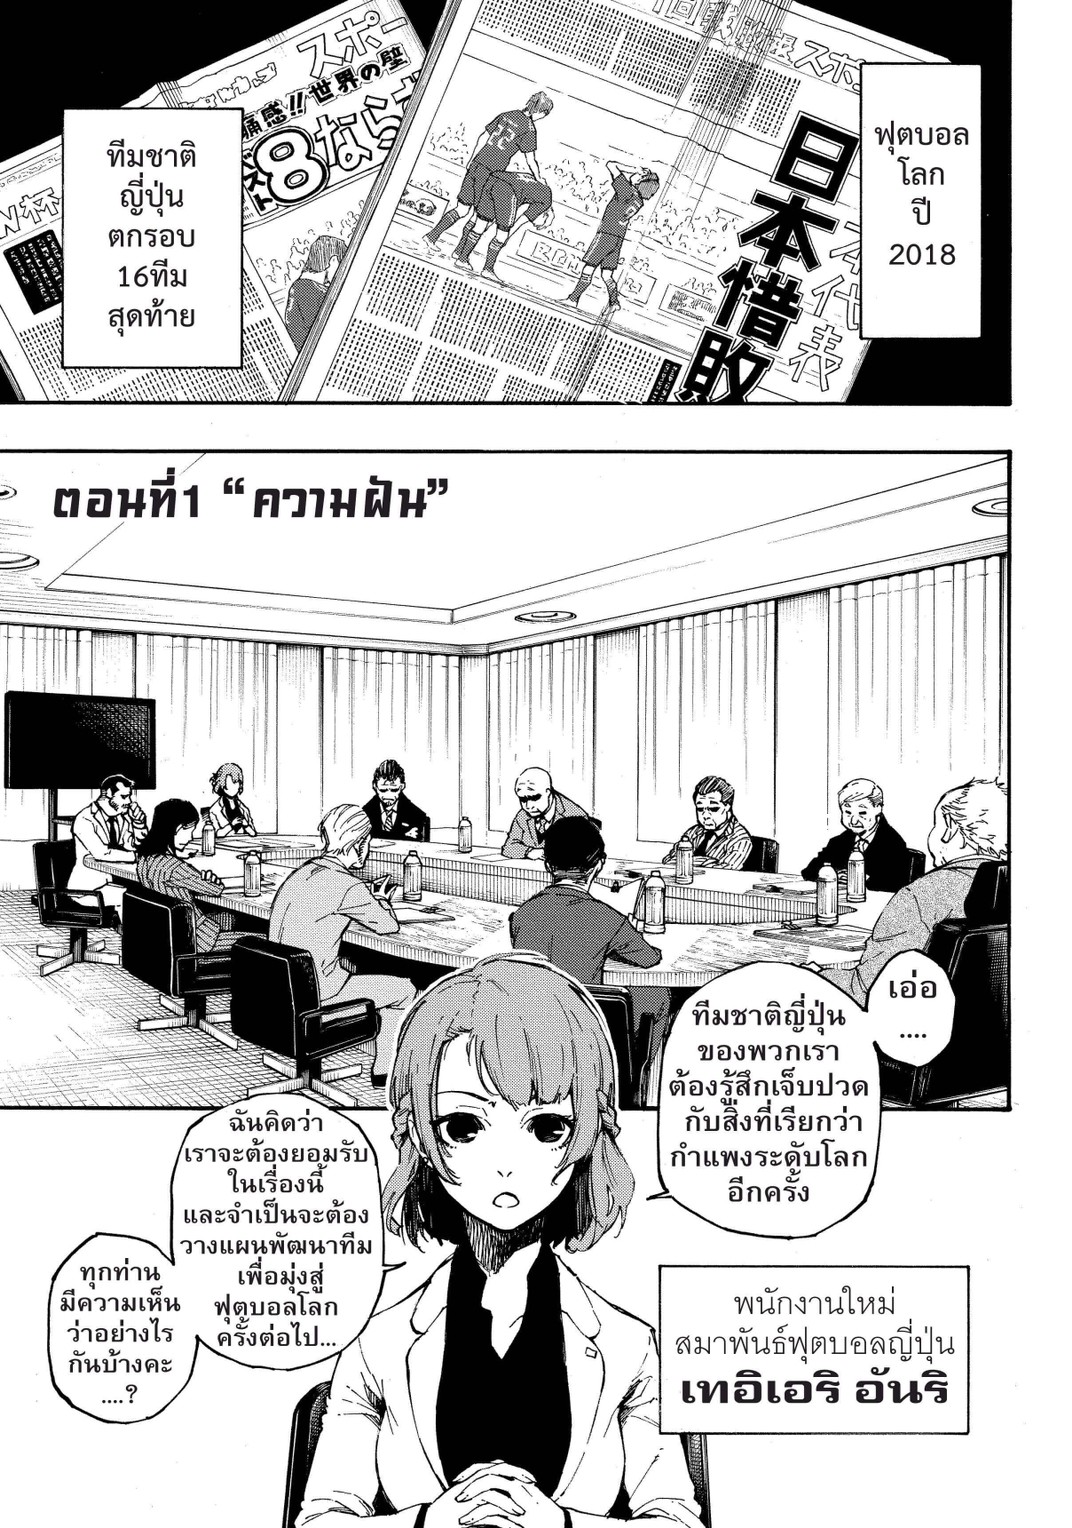 ฟุตบอล
โลก
ปี
2018
日本惜敗
本代表
スポー
痛感!!世界の壁
スト8なら
W杯
ทีมชาติ
ญี่ปุ่น
ตกรอบ
16ทีม
สุดท้าย
ตอนที่1 “ความฝัน”
เอ่อ
....
ทีมชาติญี่ปุ่น
ของพวกเรา
ต้องรู้สึกเจ็บปวด
กับสิ่งที่เรียกว่า
กำแพงระดับโลก
อีกครั้ง
ฉันคิดว่า
เราจะต้องยอมรับ
ในเรื่องนี้
และจำเป็นจะต้อง
วางแผนพัฒนาทีม
เพื่อมุ่งสู่
ฟุตบอลโลก
ครั้งต่อไป...
ทุกท่าน
มีความเห็น
ว่าอย่างไร
กันบ้างคะ
....?
พนักงานใหม่
สมาพันธ์ฟุตบอลญี่ปุ่น
เทอิเอริ อันริ